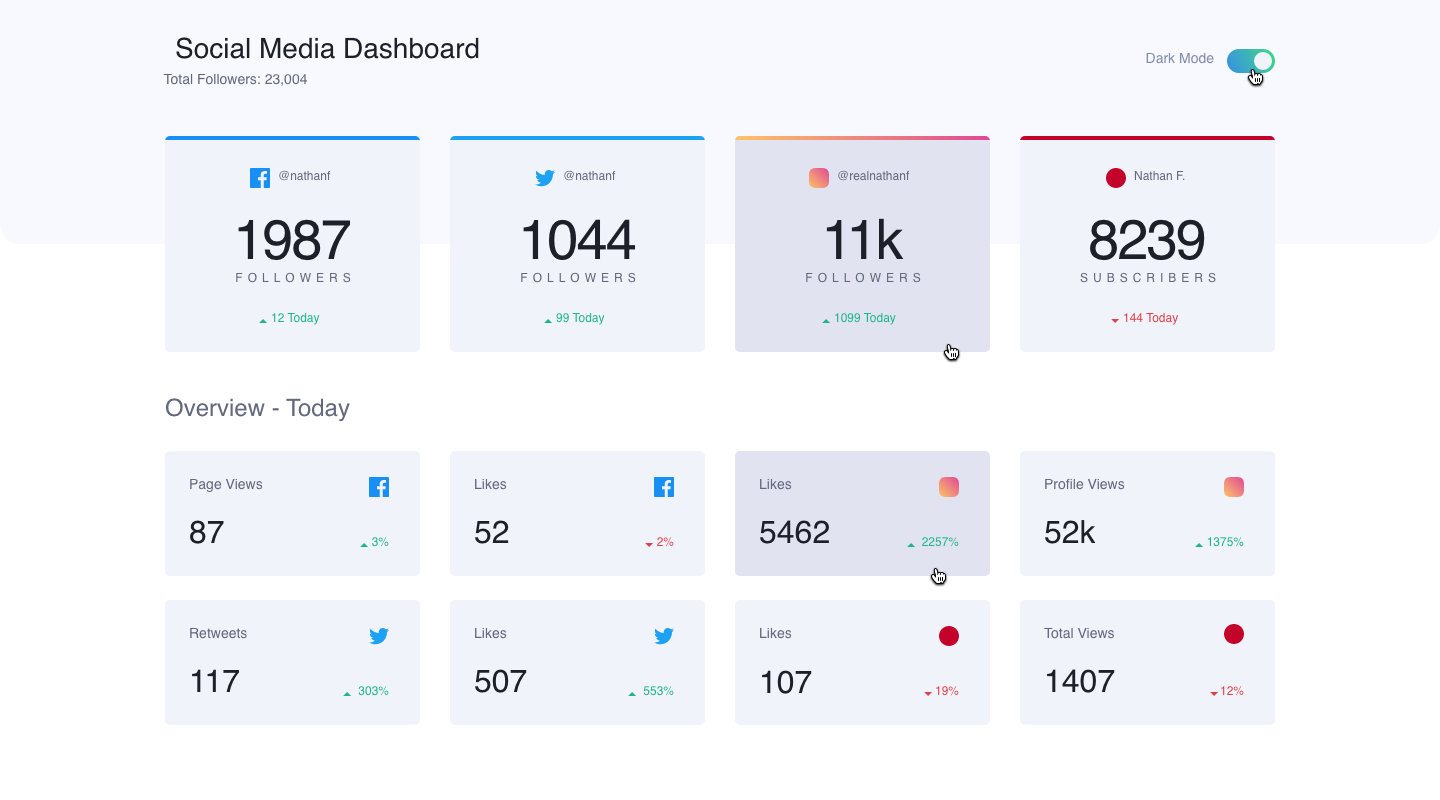 Social Media Dashboard
Total Followers: 23,004
Dark Mode
@nathanf
1987
FOLLOWERS
12 Today
@nathanf
1044
FOLLOWERS
99 Today
@realnathanf
11k
FOLLOWERS
1099 Today
Nathan F.
8239
SUBSCRIBERS
144 Today
Overview - Today
Page Views
87
3%
Likes
52
2%
Likes
5462
2257%
Profile Views
52k
1375%
Retweets
117
303%
Likes
507
553%
Likes
107
19%
Total Views
1407
12%